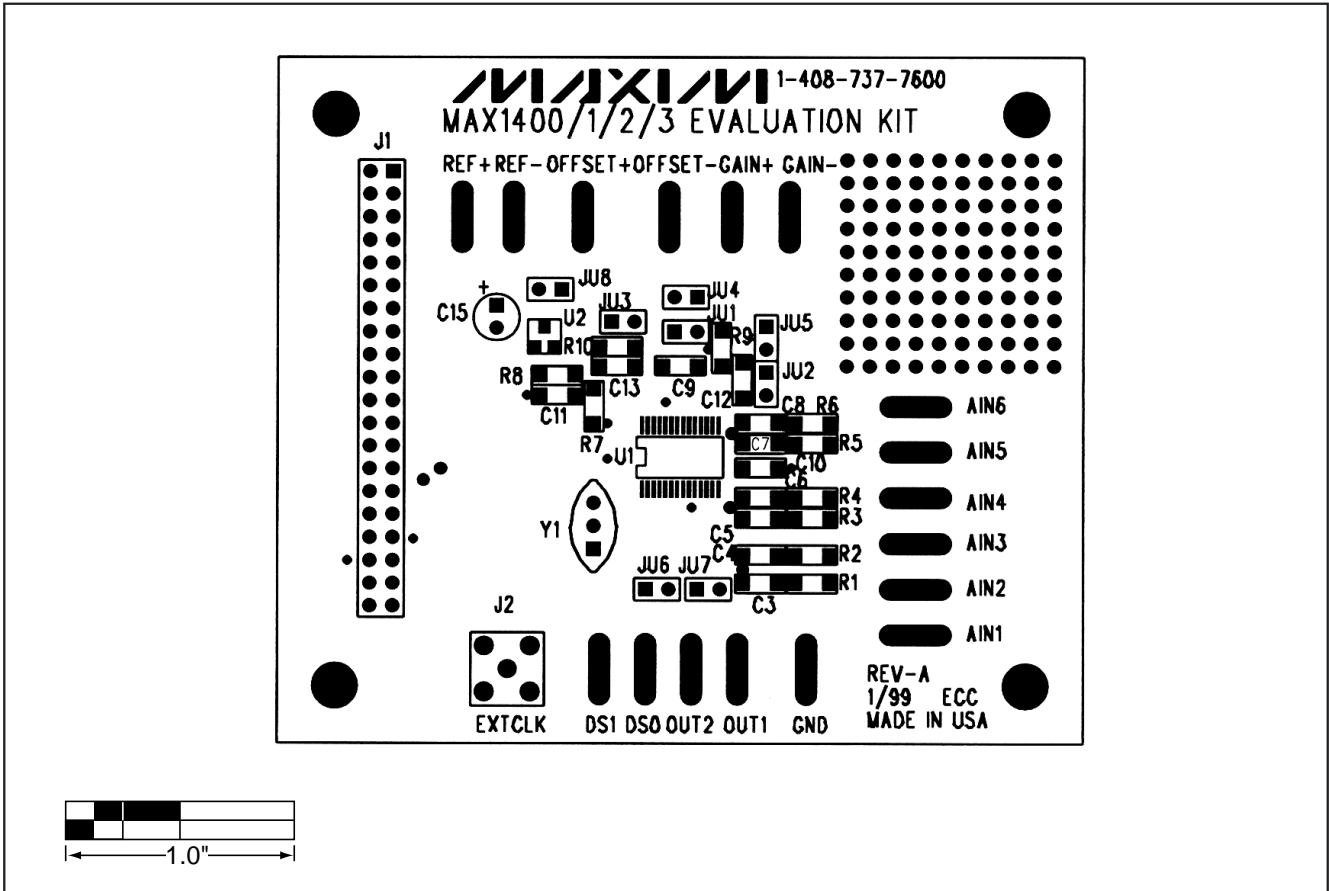 MAXIM 1-408-737-7600
MAX1400/1/2/3 EVALUATION KIT
J1
REF+ REF- OFFSET+ OFFSET- GAIN+ GAIN-
+
JU8
JU4
C15
U2
JU3
JU1
JU5
R9
R10
R8
C13
C9
JU2
C11
C12
R7
U1
C8 R6
C7
R5
C10
C6
R4
R3
Y1
C5
C4
R2
JU6 JU7
R1
C3
AIN6
AIN5
AIN4
AIN3
AIN2
AIN1
J2
EXTCLK
DS1 DS0 OUT2 OUT1 GND
REV-A
1/99 ECC
MADE IN USA
1.0"